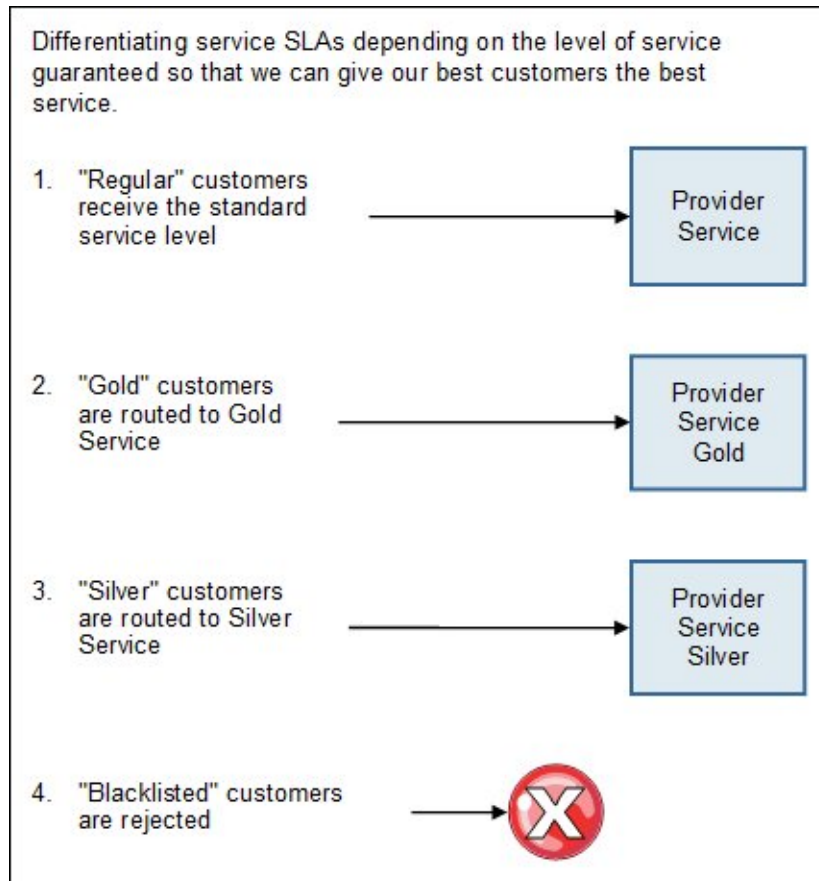 Differentiating service SLAs depending on the level of service
guaranteed so that we can give our best customers the best
service.
1. "Regular" customers
receive the standard
service level
Provider
Service
2. "Gold" customers
are routed to Gold
Service
Provider
Service
Gold
3. "Silver" customers
are routed to Silver
Service
Provider
Service
Silver
4. "Blacklisted" customers
are rejected
X